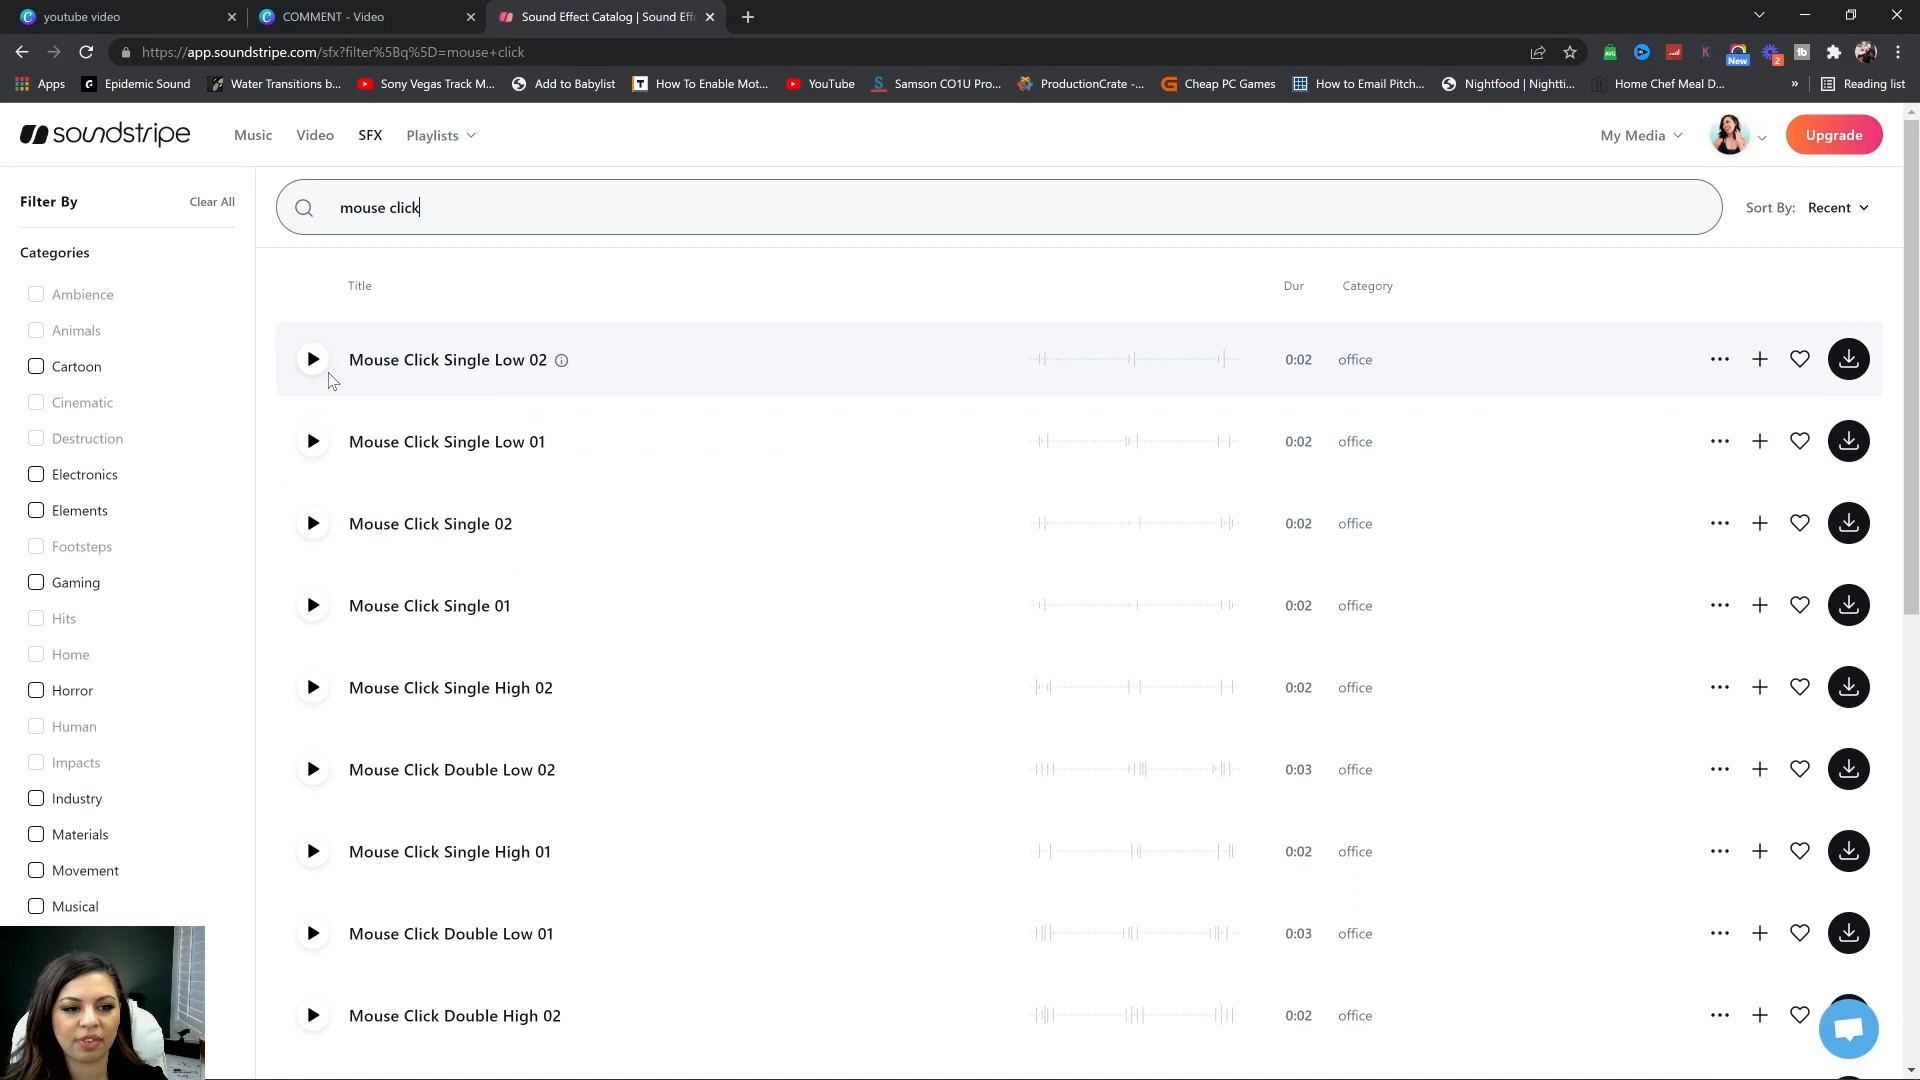 youtube video
COMMENT - Video
Sound Effect Catalog | Sound Eff
https://app.soundstripe.com/sfx?filter%5Bq%5D=mouse+click
New
2
Apps
Epidemic Sound
Water Transitions b...
Sony Vegas Track M...
Add to Babylist
How To Enable Mot...
YouTube
Samson CO1U Pro...
ProductionCrate -...
Cheap PC Games
How to Email Pitch...
Nightfood | Nightti...
Home Chef Meal D...
»
Reading list
soundstripe
Music
Video
SFX
Playlists
My Media
Upgrade
Filter By
Clear All
mouse click
Sort By: Recent
Categories
Ambience
Animals
Cartoon
Cinematic
Destruction
Electronics
Elements
Footsteps
Gaming
Hits
Home
Horror
Human
Impacts
Industry
Materials
Movement
Musical
Title Dur Category
Mouse Click Single Low 02 0:02 office
Mouse Click Single Low 01 0:02 office
Mouse Click Single 02 0:02 office
Mouse Click Single 01 0:02 office
Mouse Click Single High 02 0:02 office
Mouse Click Double Low 02 0:03 office
Mouse Click Single High 01 0:02 office
Mouse Click Double Low 01 0:03 office
Mouse Click Double High 02 0:02 office